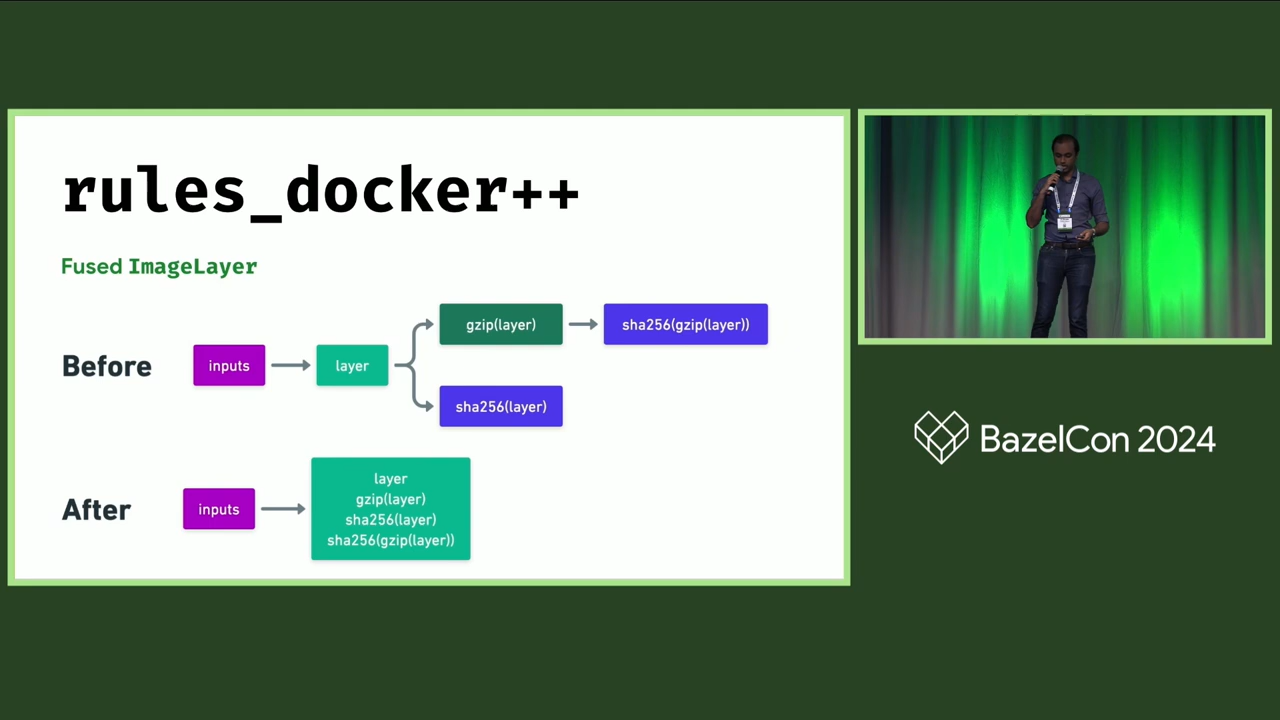 rules_docker++
Fused ImageLayer
Before
inputs
layer
gzip(layer)
sha256(gzip(layer))
sha256(layer)
After
inputs
layer
gzip(layer)
sha256(layer)
sha256(gzip(layer))
BazelCon 2024